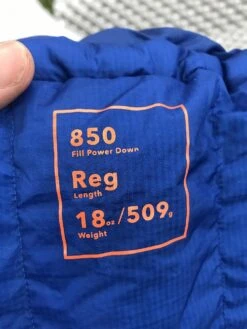 850
Fill Power Down
Reg
Length
18oz/509g
Weight